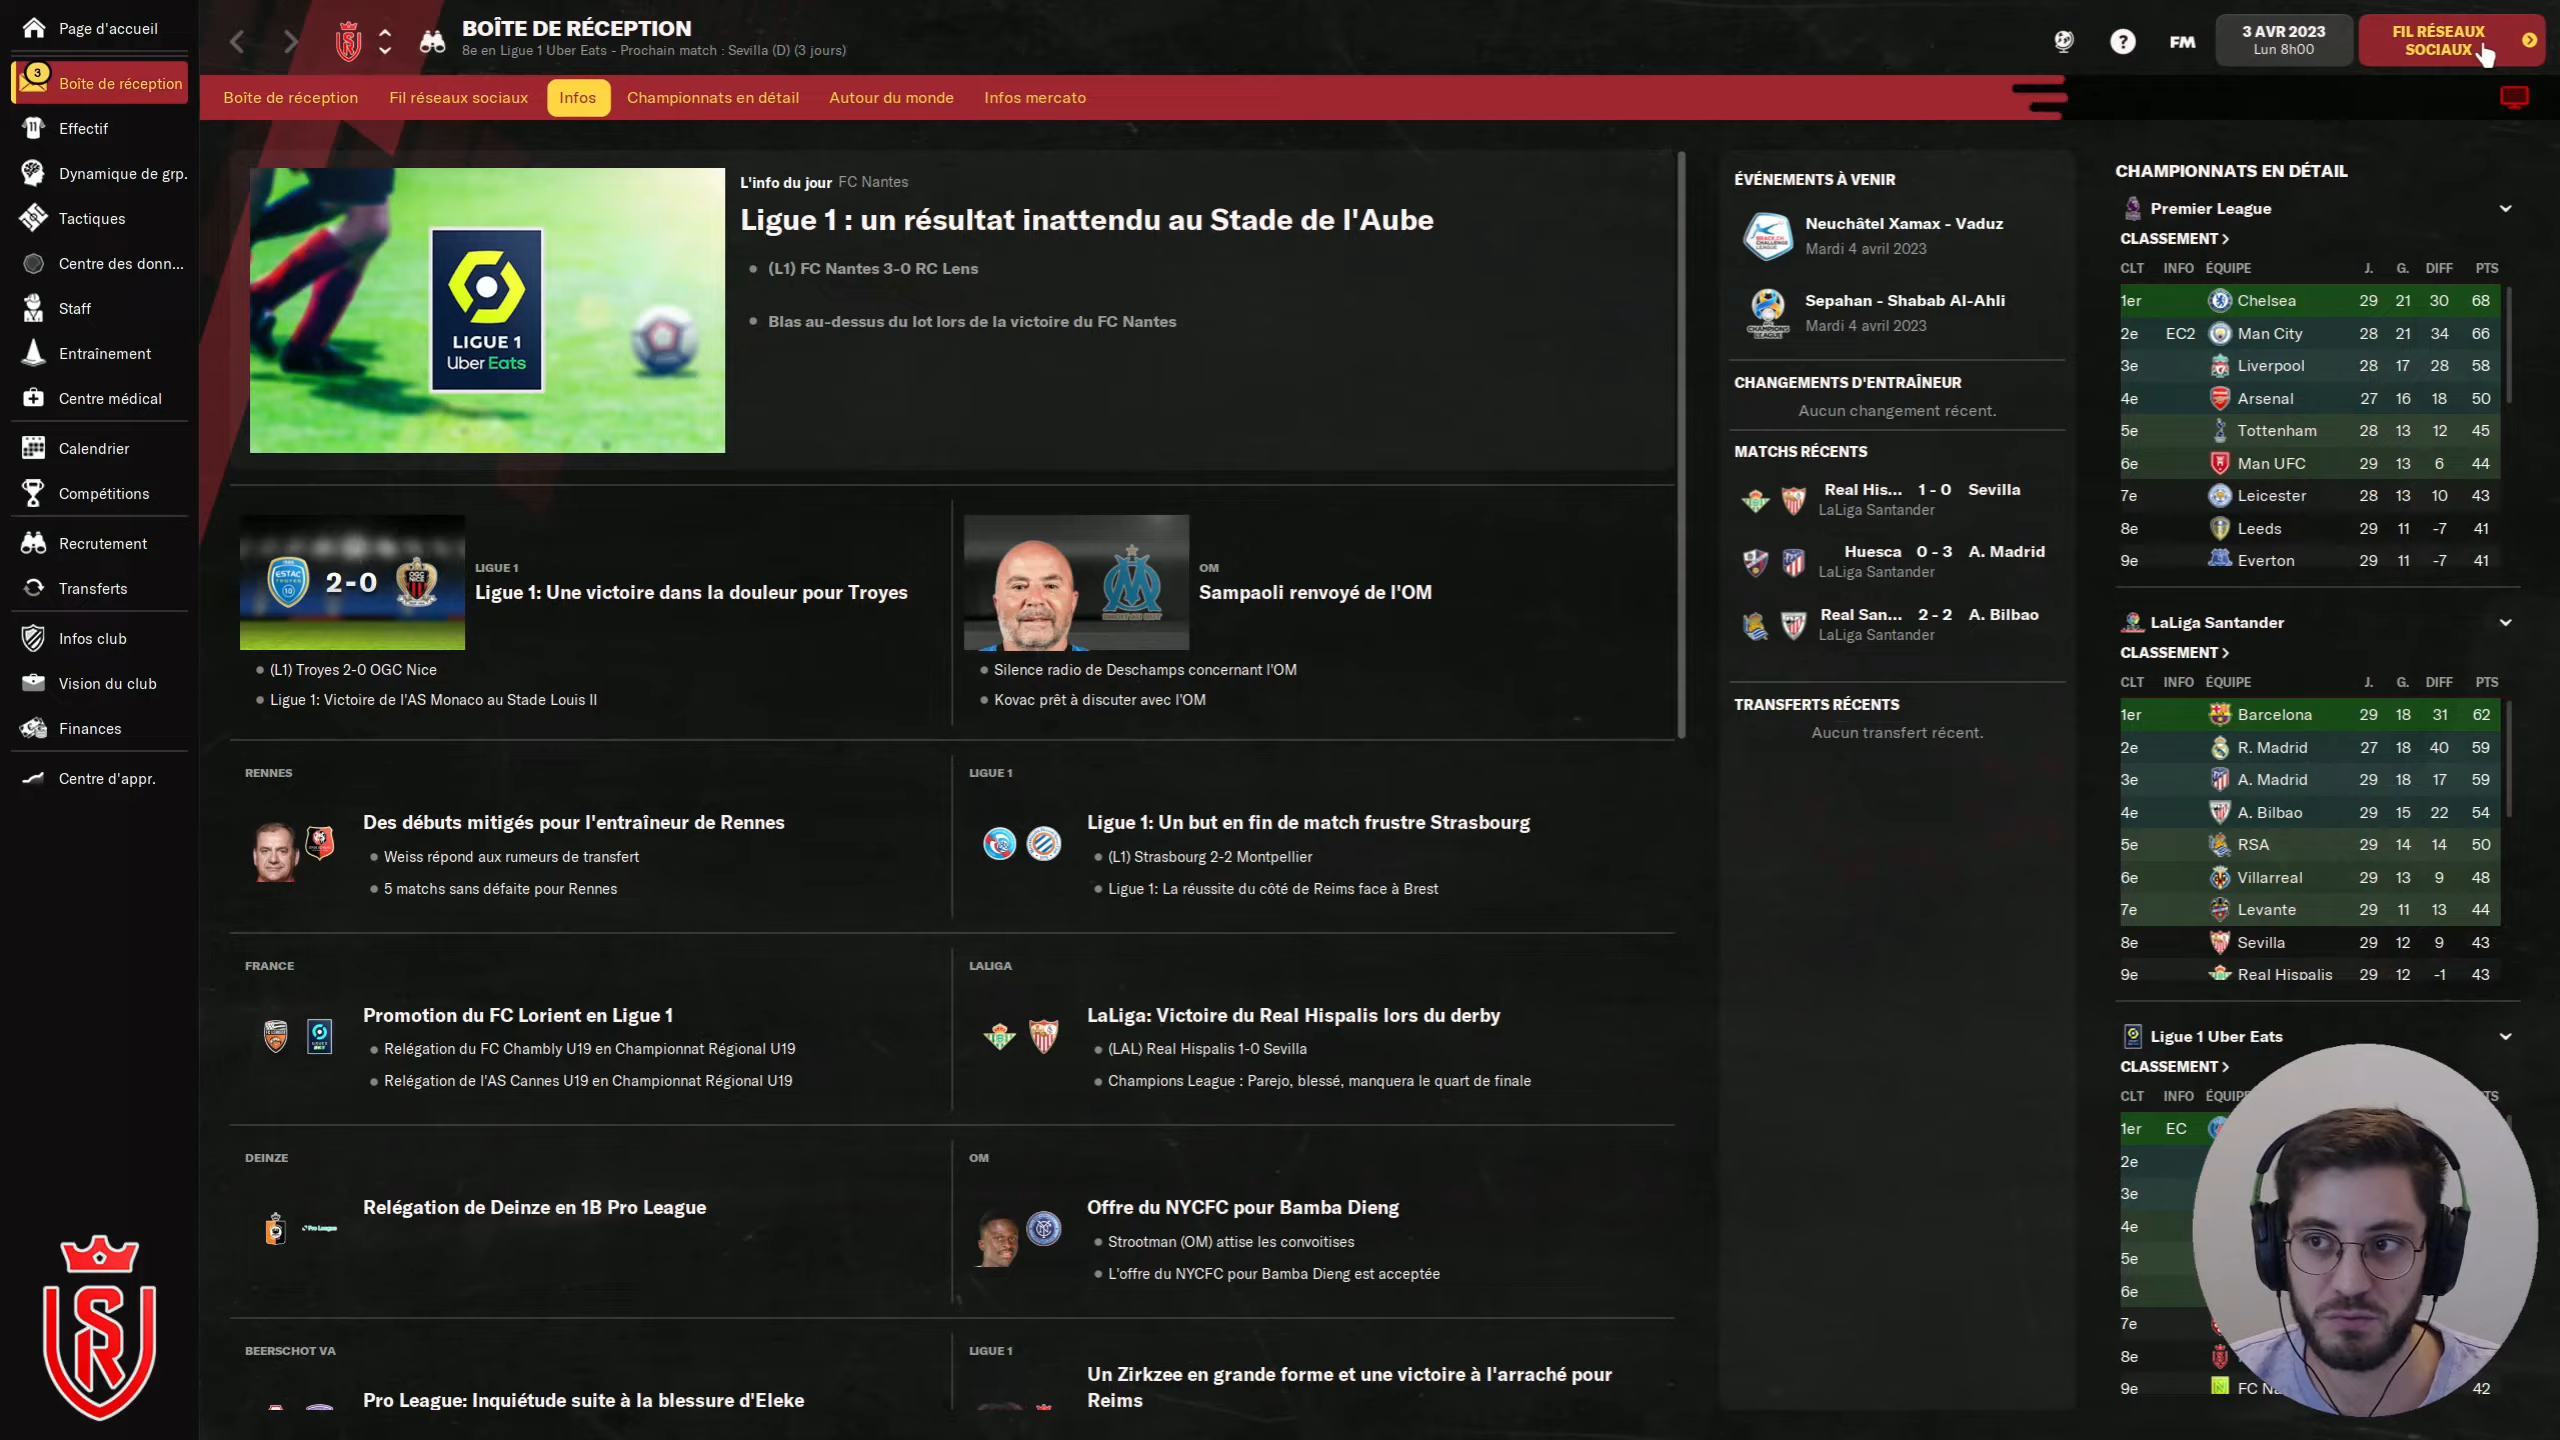 Page d'accueil
3
Boîte de réception
Effectif
Dynamique de grp.
Tactiques
Centre des donn...
Staff
Entraînement
Centre médical
Calendrier
Compétitions
Recrutement
Transferts
Infos club
Vision du club
Finances
Centre d'appr.
BOÎTE DE RÉCEPTION
8e en Ligue 1 Uber Eats - Prochain match : Sevilla (D) (3 jours)
FM
3 AVR 2023
Lun 8h00
FIL RÉSEAUX
SOCIAUX
Boîte de réception
Fil réseaux sociaux
Infos
Championnats en détail
Autour du monde
Infos mercato
LIGUE 1
Uber Eats
L'info du jour FC Nantes
Ligue 1 : un résultat inattendu au Stade de l'Aube
(L1) FC Nantes 3-0 RC Lens
Blas au-dessus du lot lors de la victoire du FC Nantes
2-0
LIGUE 1
Ligue 1: Une victoire dans la douleur pour Troyes
(L1) Troyes 2-0 OGC Nice
Ligue 1: Victoire de l'AS Monaco au Stade Louis II
OM
Sampaoli renvoyé de l'OM
Silence radio de Deschamps concernant l'OM
Kovac prêt à discuter avec l'OM
RENNES
Des débuts mitigés pour l'entraîneur de Rennes
Weiss répond aux rumeurs de transfert
5 matchs sans défaite pour Rennes
LIGUE 1
Ligue 1: Un but en fin de match frustre Strasbourg
(L1) Strasbourg 2-2 Montpellier
Ligue 1: La réussite du côté de Reims face à Brest
FRANCE
Promotion du FC Lorient en Ligue 1
Relégation du FC Chambly U19 en Championnat Régional U19
Relégation de l'AS Cannes U19 en Championnat Régional U19
LALIGA
LaLiga: Victoire du Real Hispalis lors du derby
(LAL) Real Hispalis 1-0 Sevilla
Champions League : Parejo, blessé, manquera le quart de finale
DEINZE
Relégation de Deinze en 1B Pro League
OM
Offre du NYCFC pour Bamba Dieng
Strootman (OM) attise les convoitises
L'offre du NYCFC pour Bamba Dieng est acceptée
BEERSCHOT VA
Pro League: Inquiétude suite à la blessure d'Eleke
LIGUE 1
Un Zirkzee en grande forme et une victoire à l'arraché pour
Reims
ÉVÉNEMENTS À VENIR
Neuchâtel Xamax - Vaduz
Mardi 4 avril 2023
Sepahan - Shabab Al-Ahli
Mardi 4 avril 2023
CHANGEMENTS D'ENTRAÎNEUR
Aucun changement récent.
MATCHS RÉCENTS
Real His... 1 - 0 Sevilla
LaLiga Santander
Huesca 0 - 3 A. Madrid
LaLiga Santander
Real San... 2 - 2 A. Bilbao
LaLiga Santander
TRANSFERTS RÉCENTS
Aucun transfert récent.
CHAMPIONNATS EN DÉTAIL
Premier League
CLASSEMENT
CLT INFO ÉQUIPE J. G. DIFF PTS
1er Chelsea 29 21 30 68
2e EC2 Man City 28 21 34 66
3e Liverpool 28 17 28 58
4e Arsenal 27 16 18 50
5e Tottenham 28 13 12 45
6e Man UFC 29 13 6 44
7e Leicester 28 13 10 43
8e Leeds 29 11 -7 41
9e Everton 29 11 -7 41
LaLiga Santander
CLASSEMENT
CLT INFO ÉQUIPE J. G. DIFF PTS
1er Barcelona 29 18 31 62
2e R. Madrid 27 18 40 59
3e A. Madrid 29 18 17 59
4e A. Bilbao 29 15 22 54
5e RSA 29 14 14 50
6e Villarreal 29 13 9 48
7e Levante 29 11 13 44
8e Sevilla 29 12 9 43
9e Real Hispalis 29 12 -1 43
Ligue 1 Uber Eats
CLASSEMENT
CLT INFO
1er EC
2e
3e
4e
5e
6e
7e
8e
9e FC 42